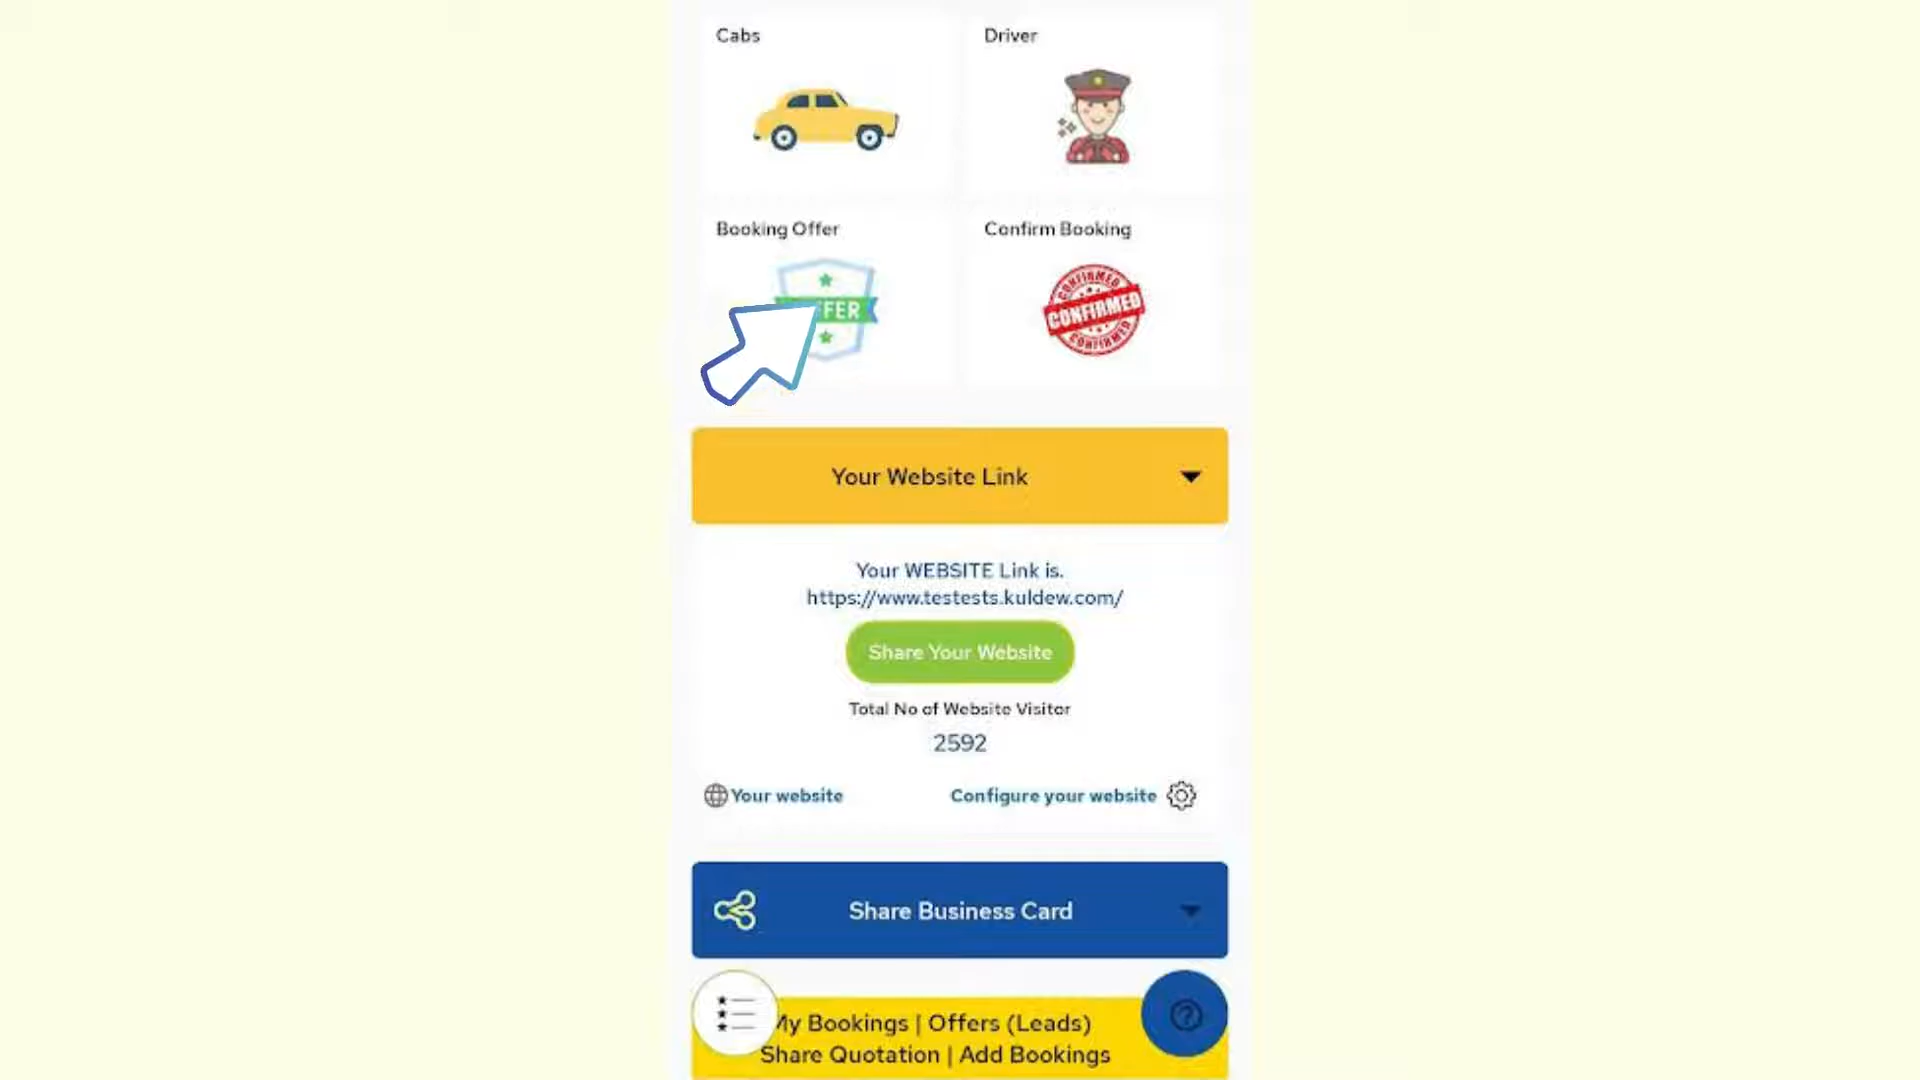 Cabs
Driver
Booking Offer
Confirm Booking
CONFIRMED
CONFIRMED
CONFIRMED
Your Website Link
Your WEBSITE Link is.
https://www.testests.kuldew.com/
Share Your Website
Total No of Website Visitor
2592
Your website
Configure your website
Share Business Card
My Bookings | Offers (Leads)
Share Quotation | Add Bookings